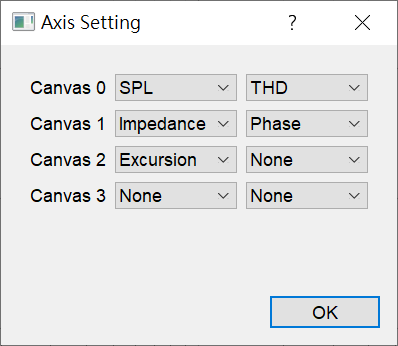 Axis Setting ?
Canvas 0 SPL THD
Canvas 1 Impedance Phase
Canvas 2 Excursion None
Canvas 3 None None
OK